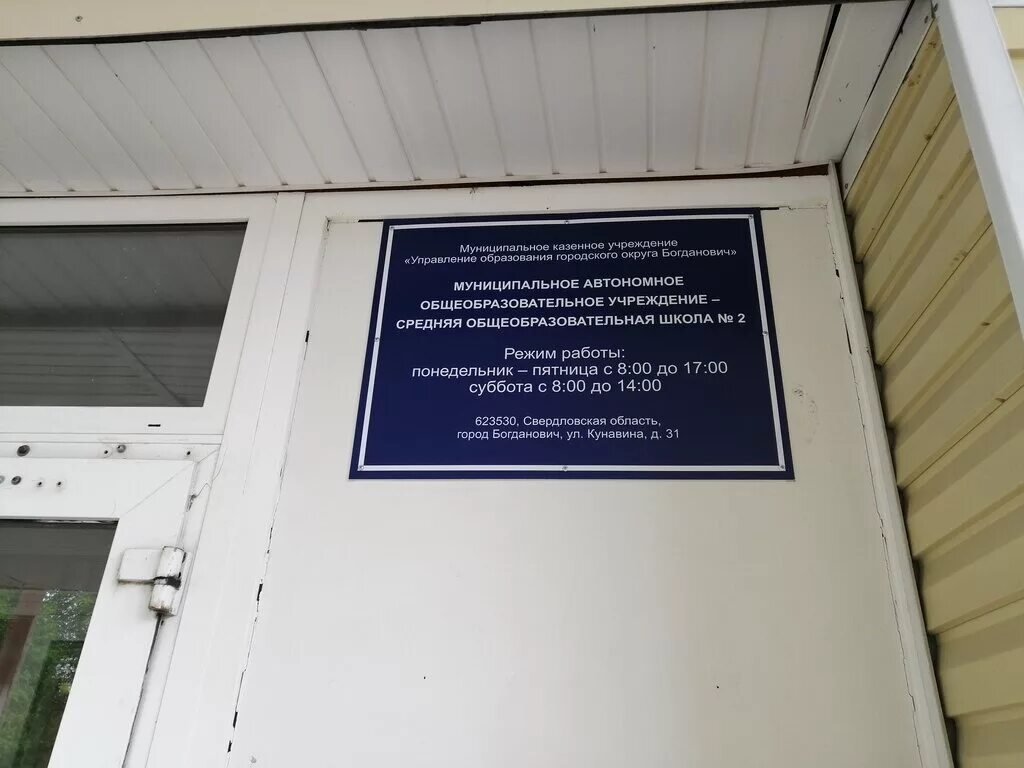 Муниципальное казенное учреждение
«Управление образования городского округа Богданович»
МУНИЦИПАЛЬНОЕ АВТОНОМНОЕ
ОБЩЕОБРАЗОВАТЕЛЬНОЕ УЧРЕЖДЕНИЕ –
СРЕДНЯЯ ОБЩЕОБРАЗОВАТЕЛЬНАЯ ШКОЛА № 2
Режим работы:
понедельник – пятница с 8:00 до 17:00
суббота с 8:00 до 14:00
623530, Свердловская область,
город Богданович, ул. Кунавина, д. 31